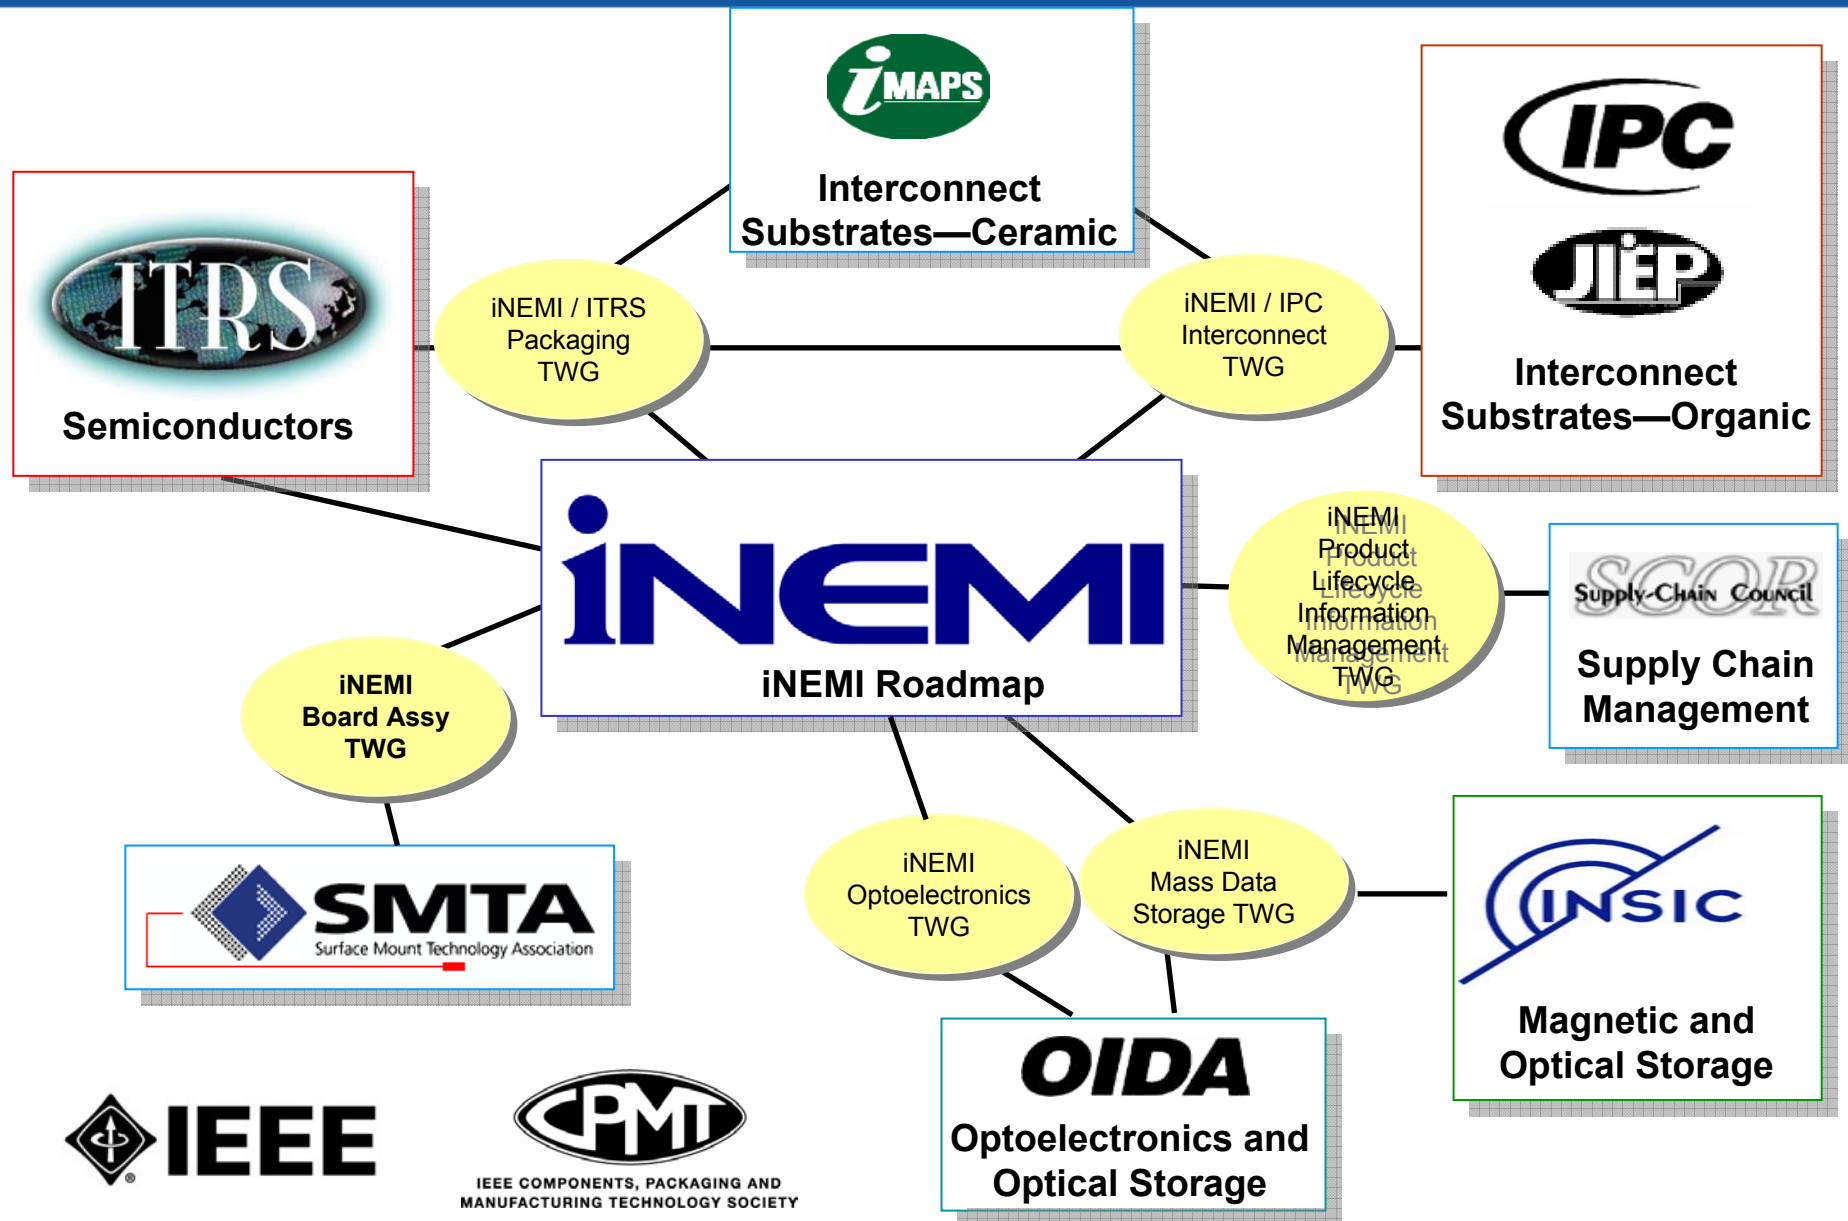 iMAPS
Interconnect
Substrates—Ceramic
IPC
JIEP
Interconnect
Substrates—Organic
ITRS
Semiconductors
iNEMI / ITRS
Packaging
TWG
iNEMI / IPC
Interconnect
TWG
iNEMI
iNEMI Roadmap
iNEMI
Product
Lifecycle
Information
Management
TWG
SCOR
Supply-Chain Council
Supply Chain
Management
iNEMI
Board Assy
TWG
SMTA
Surface Mount Technology Association
iNEMI
Optoelectronics
TWG
iNEMI
Mass Data
Storage TWG
INSIC
Magnetic and
Optical Storage
OIDA
Optoelectronics and
Optical Storage
IEEE
®
CPMT
IEEE COMPONENTS, PACKAGING AND
MANUFACTURING TECHNOLOGY SOCIETY